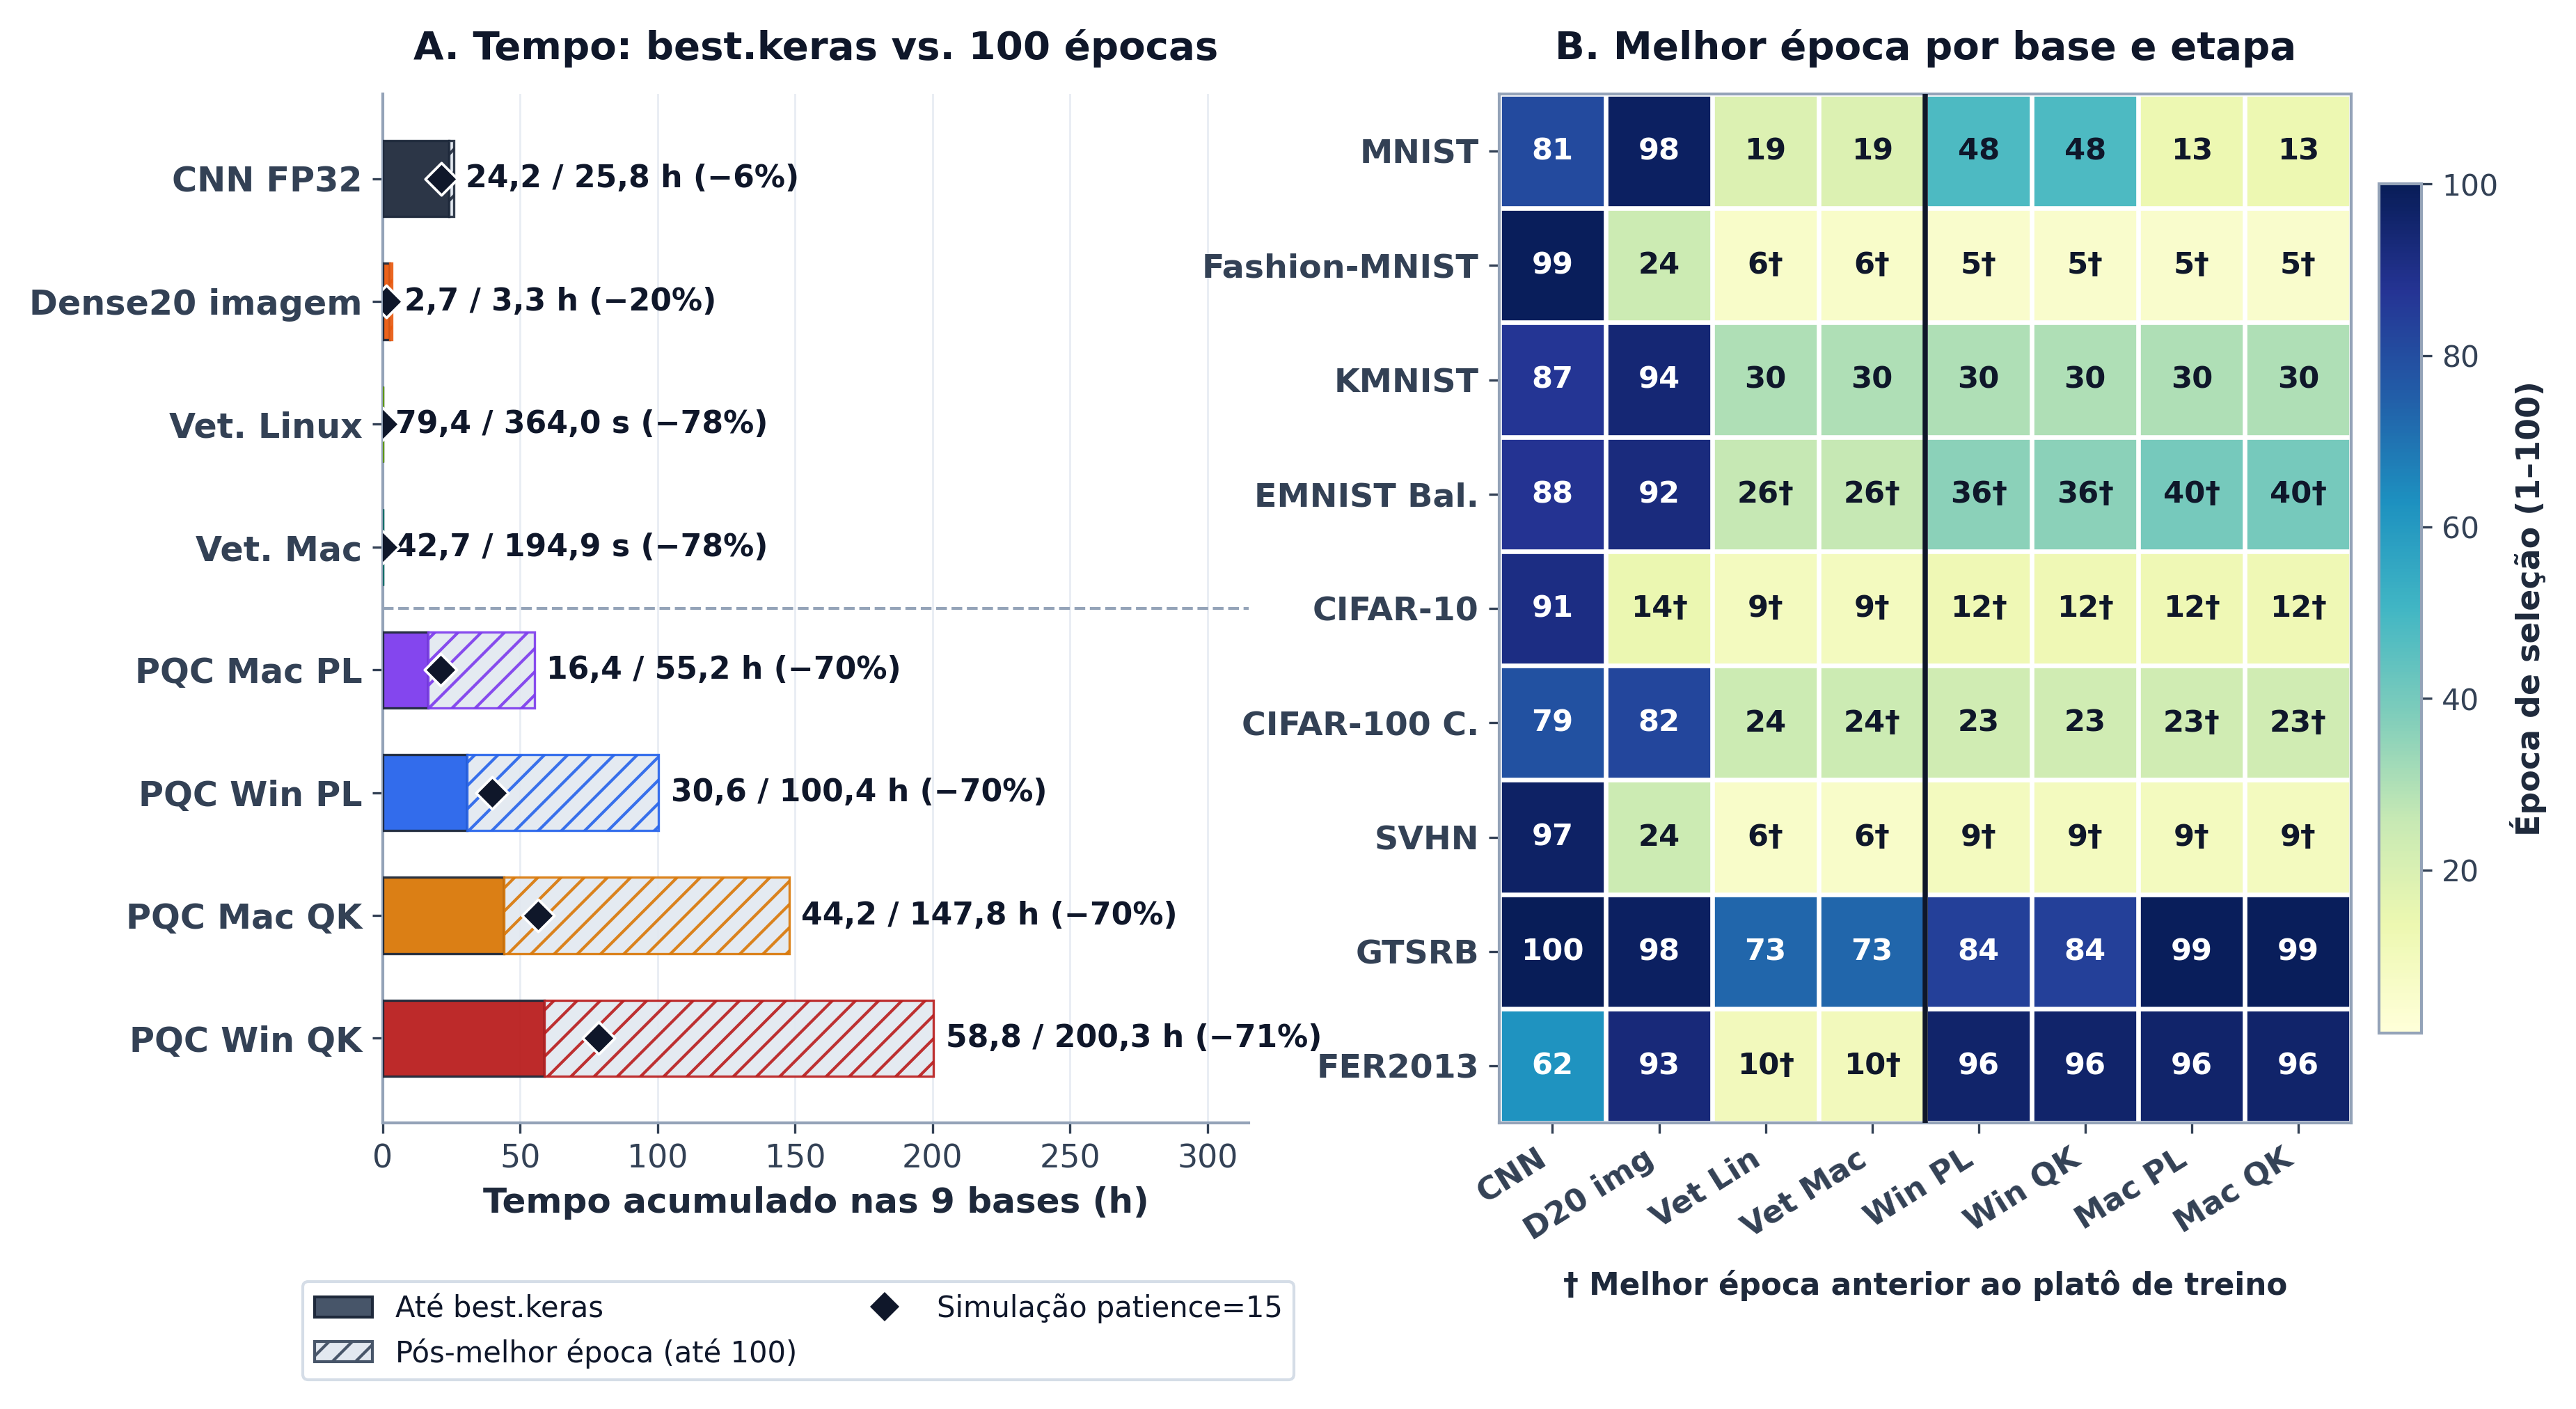 A. Tempo: best.keras vs. 100 épocas
CNN FP32
24,2 / 25,8 h (−6%)
Dense20 imagem
2,7 / 3,3 h (−20%)
Vet. Linux
79,4 / 364,0 s (−78%)
Vet. Mac
42,7 / 194,9 s (−78%)
PQC Mac PL
16,4 / 55,2 h (−70%)
PQC Win PL
30,6 / 100,4 h (−70%)
PQC Mac QK
44,2 / 147,8 h (−70%)
PQC Win QK
58,8 / 200,3 h (−71%)
0 50 100 150 200 250 300
Tempo acumulado nas 9 bases (h)
Até best.keras
Pós-melhor época (até 100)
Simulação patience=15
B. Melhor época por base e etapa
MNIST 81 98 19 19 48 48 13 13
Fashion-MNIST 99 24 6† 6† 5† 5† 5† 5†
KMNIST 87 94 30 30 30 30 30 30
EMNIST Bal. 88 92 26† 26† 36† 36† 40† 40†
CIFAR-10 91 14† 9† 9† 12† 12† 12† 12†
CIFAR-100 C. 79 82 24 24† 23 23 23† 23†
SVHN 97 24 6† 6† 9† 9† 9† 9†
GTSRB 100 98 73 73 84 84 99 99
FER2013 62 93 10† 10† 96 96 96 96
CNN D20 img Vet Lin Vet Mac Win PL Win QK Mac PL Mac QK
† Melhor época anterior ao platô de treino
100
80
60
40
20
Época de seleção (1–100)